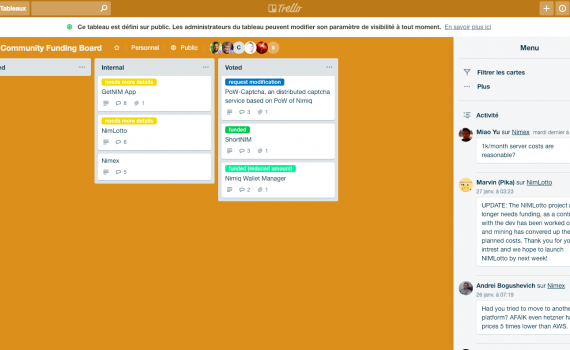 Tableaux
Trello
Ce tableau est défini sur public. Les administrateurs du tableau peuvent modifier son paramètre de visibilité à tout moment. En savoir plus ici
Community Funding Board
Personnel
Public
8
ed
Internal
needs more details
GetNIM App
8
1
needs more details
NimLotto
8
Nimex
5
Voted
request modification
PoW-Captcha, an distributed captcha
service based on PoW of Nimiq
3
1
funded
ShortNIM
3
1
funded (reduced amount)
Nimiq Wallet Manager
2
1
Menu
Filtrer les cartes
Plus
Activité
Miao Yu sur Nimex mardi dernier à
1k/month server costs are
reasonable?
Marvin (Pika) sur NimLotto
27 janv. à 03:23
UPDATE: The NIMLotto project
longer needs funding, as a contr
with the dev has been worked o
and mining has convered up the
planned costs. Thank you for yo
intrest and we hope to launch
NIMLotto by next week!
Andrei Bogushevich sur Nimex
26 janv. à 07:19
Had you tried to move to anothe
platform? AFAIK even hetzner ha
prices 5 times lower than AWS.